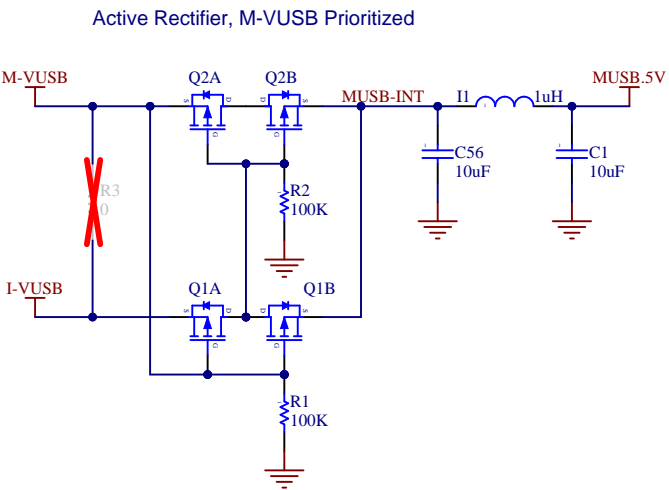 Active Rectifier, M-VUSB Prioritized
M-VUSB
Q2A
Q2B
MUSB-INT
I1
1uH
MUSB.5V
S
D
D
S
G
G
C56
10uF
C1
10uF
R3
0
R2
100K
I-VUSB
Q1A
Q1B
S
D
D
S
G
G
R1
100K